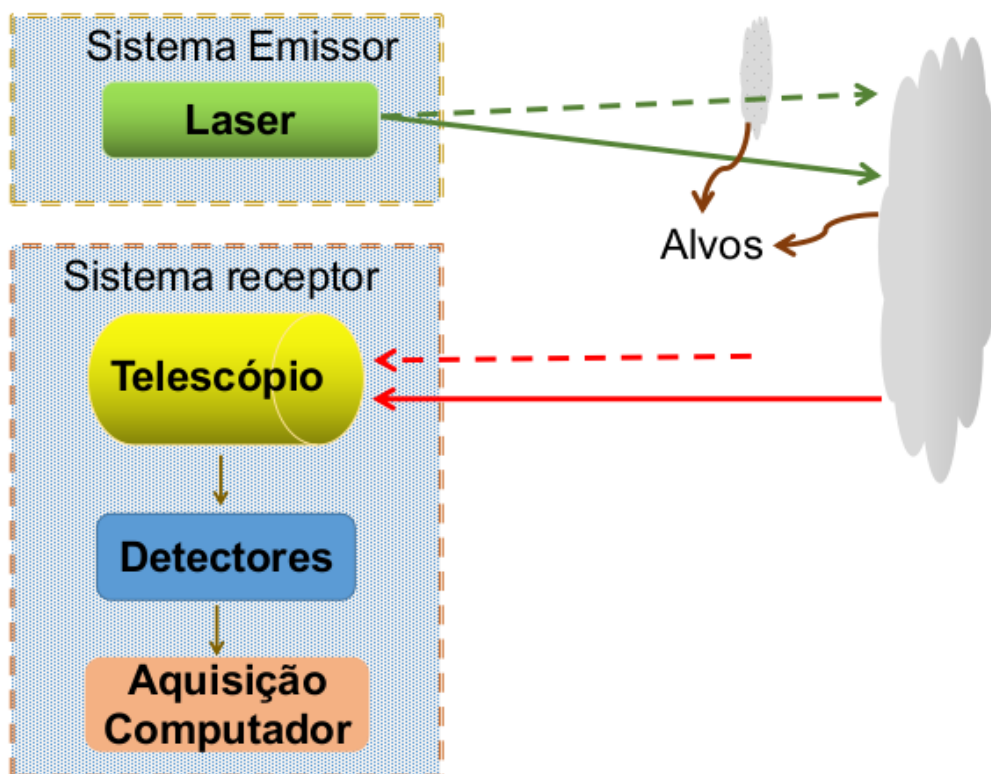 Sistema Emissor
Laser
Alvos
Sistema receptor
Telescópio
Detectores
Aquisição
Computador